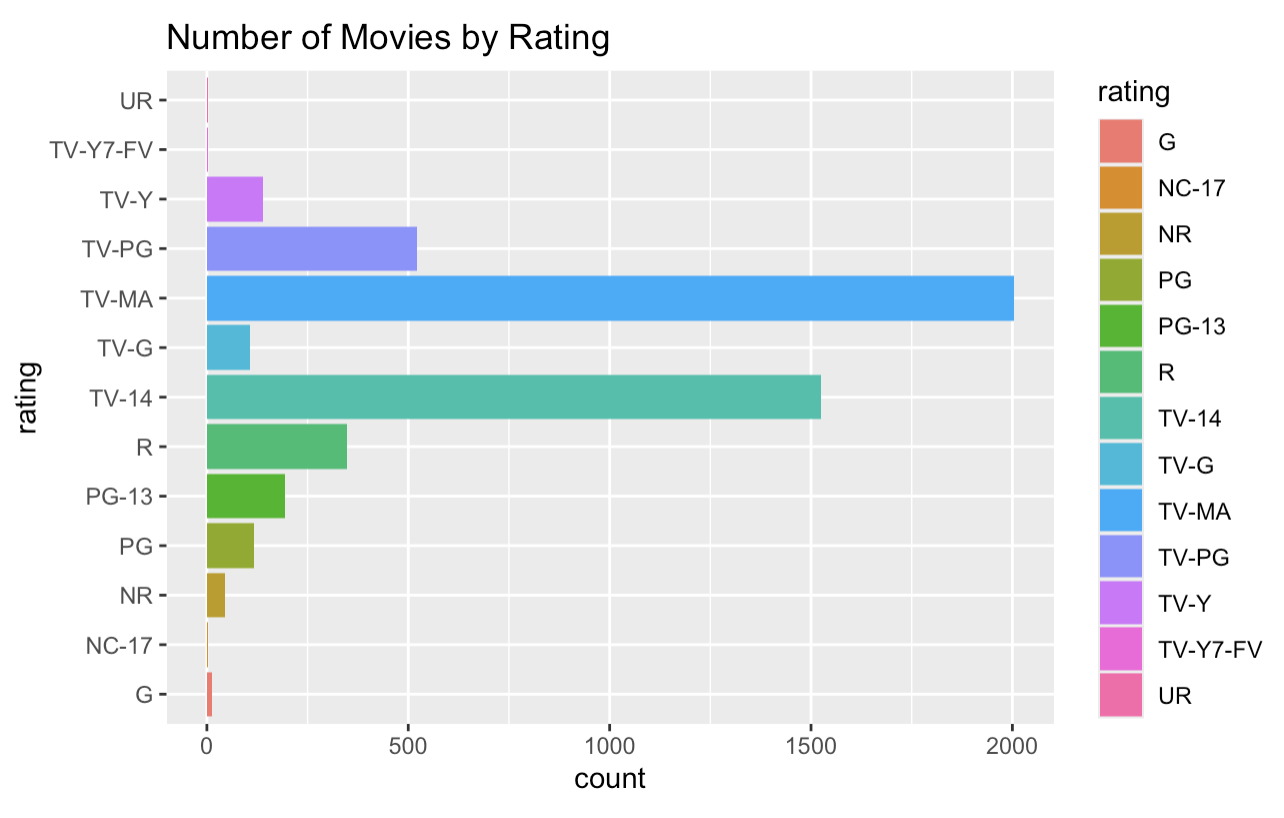 Number of Movies by Rating
UR
TV-Y7-FV
TV-Y
TV-PG
TV-MA
TV-G
TV-14
R
PG-13
PG
NR
NC-17
G
rating
0 500 1000 1500 2000
count
rating
G
NC-17
NR
PG
PG-13
R
TV-14
TV-G
TV-MA
TV-PG
TV-Y
TV-Y7-FV
UR